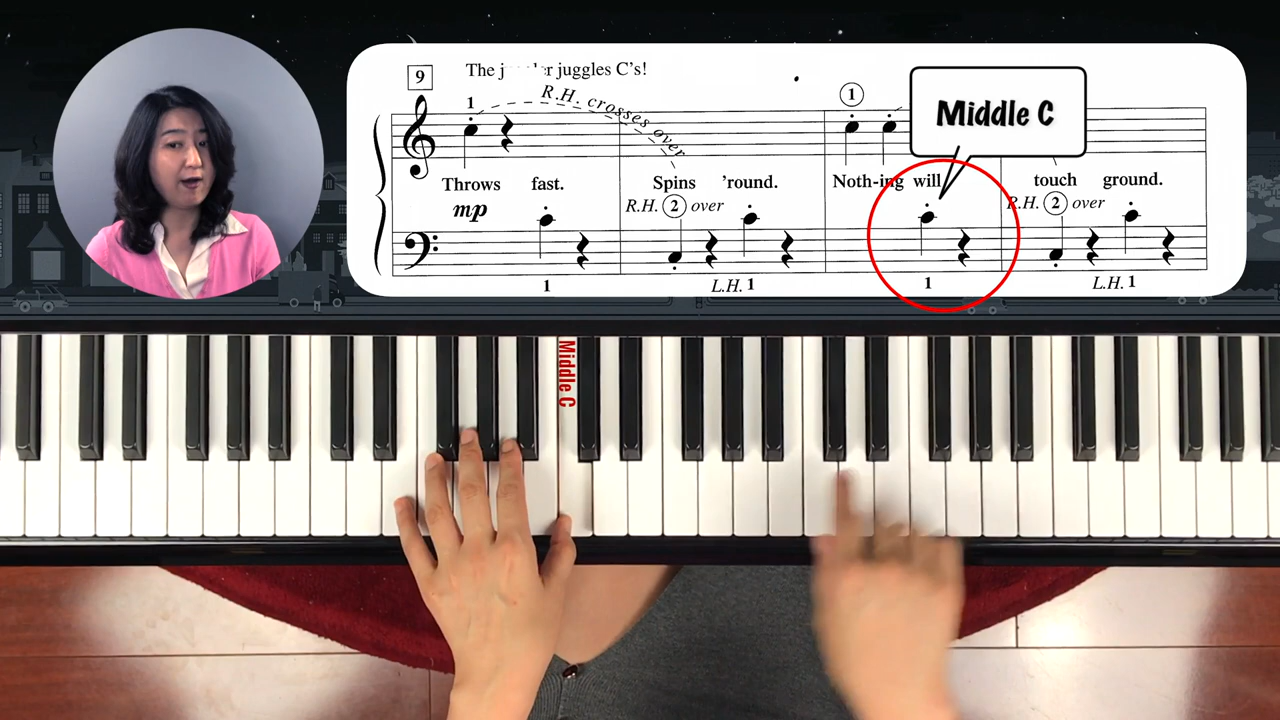 9
The juggler juggles C's!
1
R.H. crosses over
1
Middle C
Throws fast. Spins 'round. Noth-ing will touch ground.
mp
R.H. 2 over
R.H. 2 over
1
L.H. 1
1
L.H. 1
Middle C